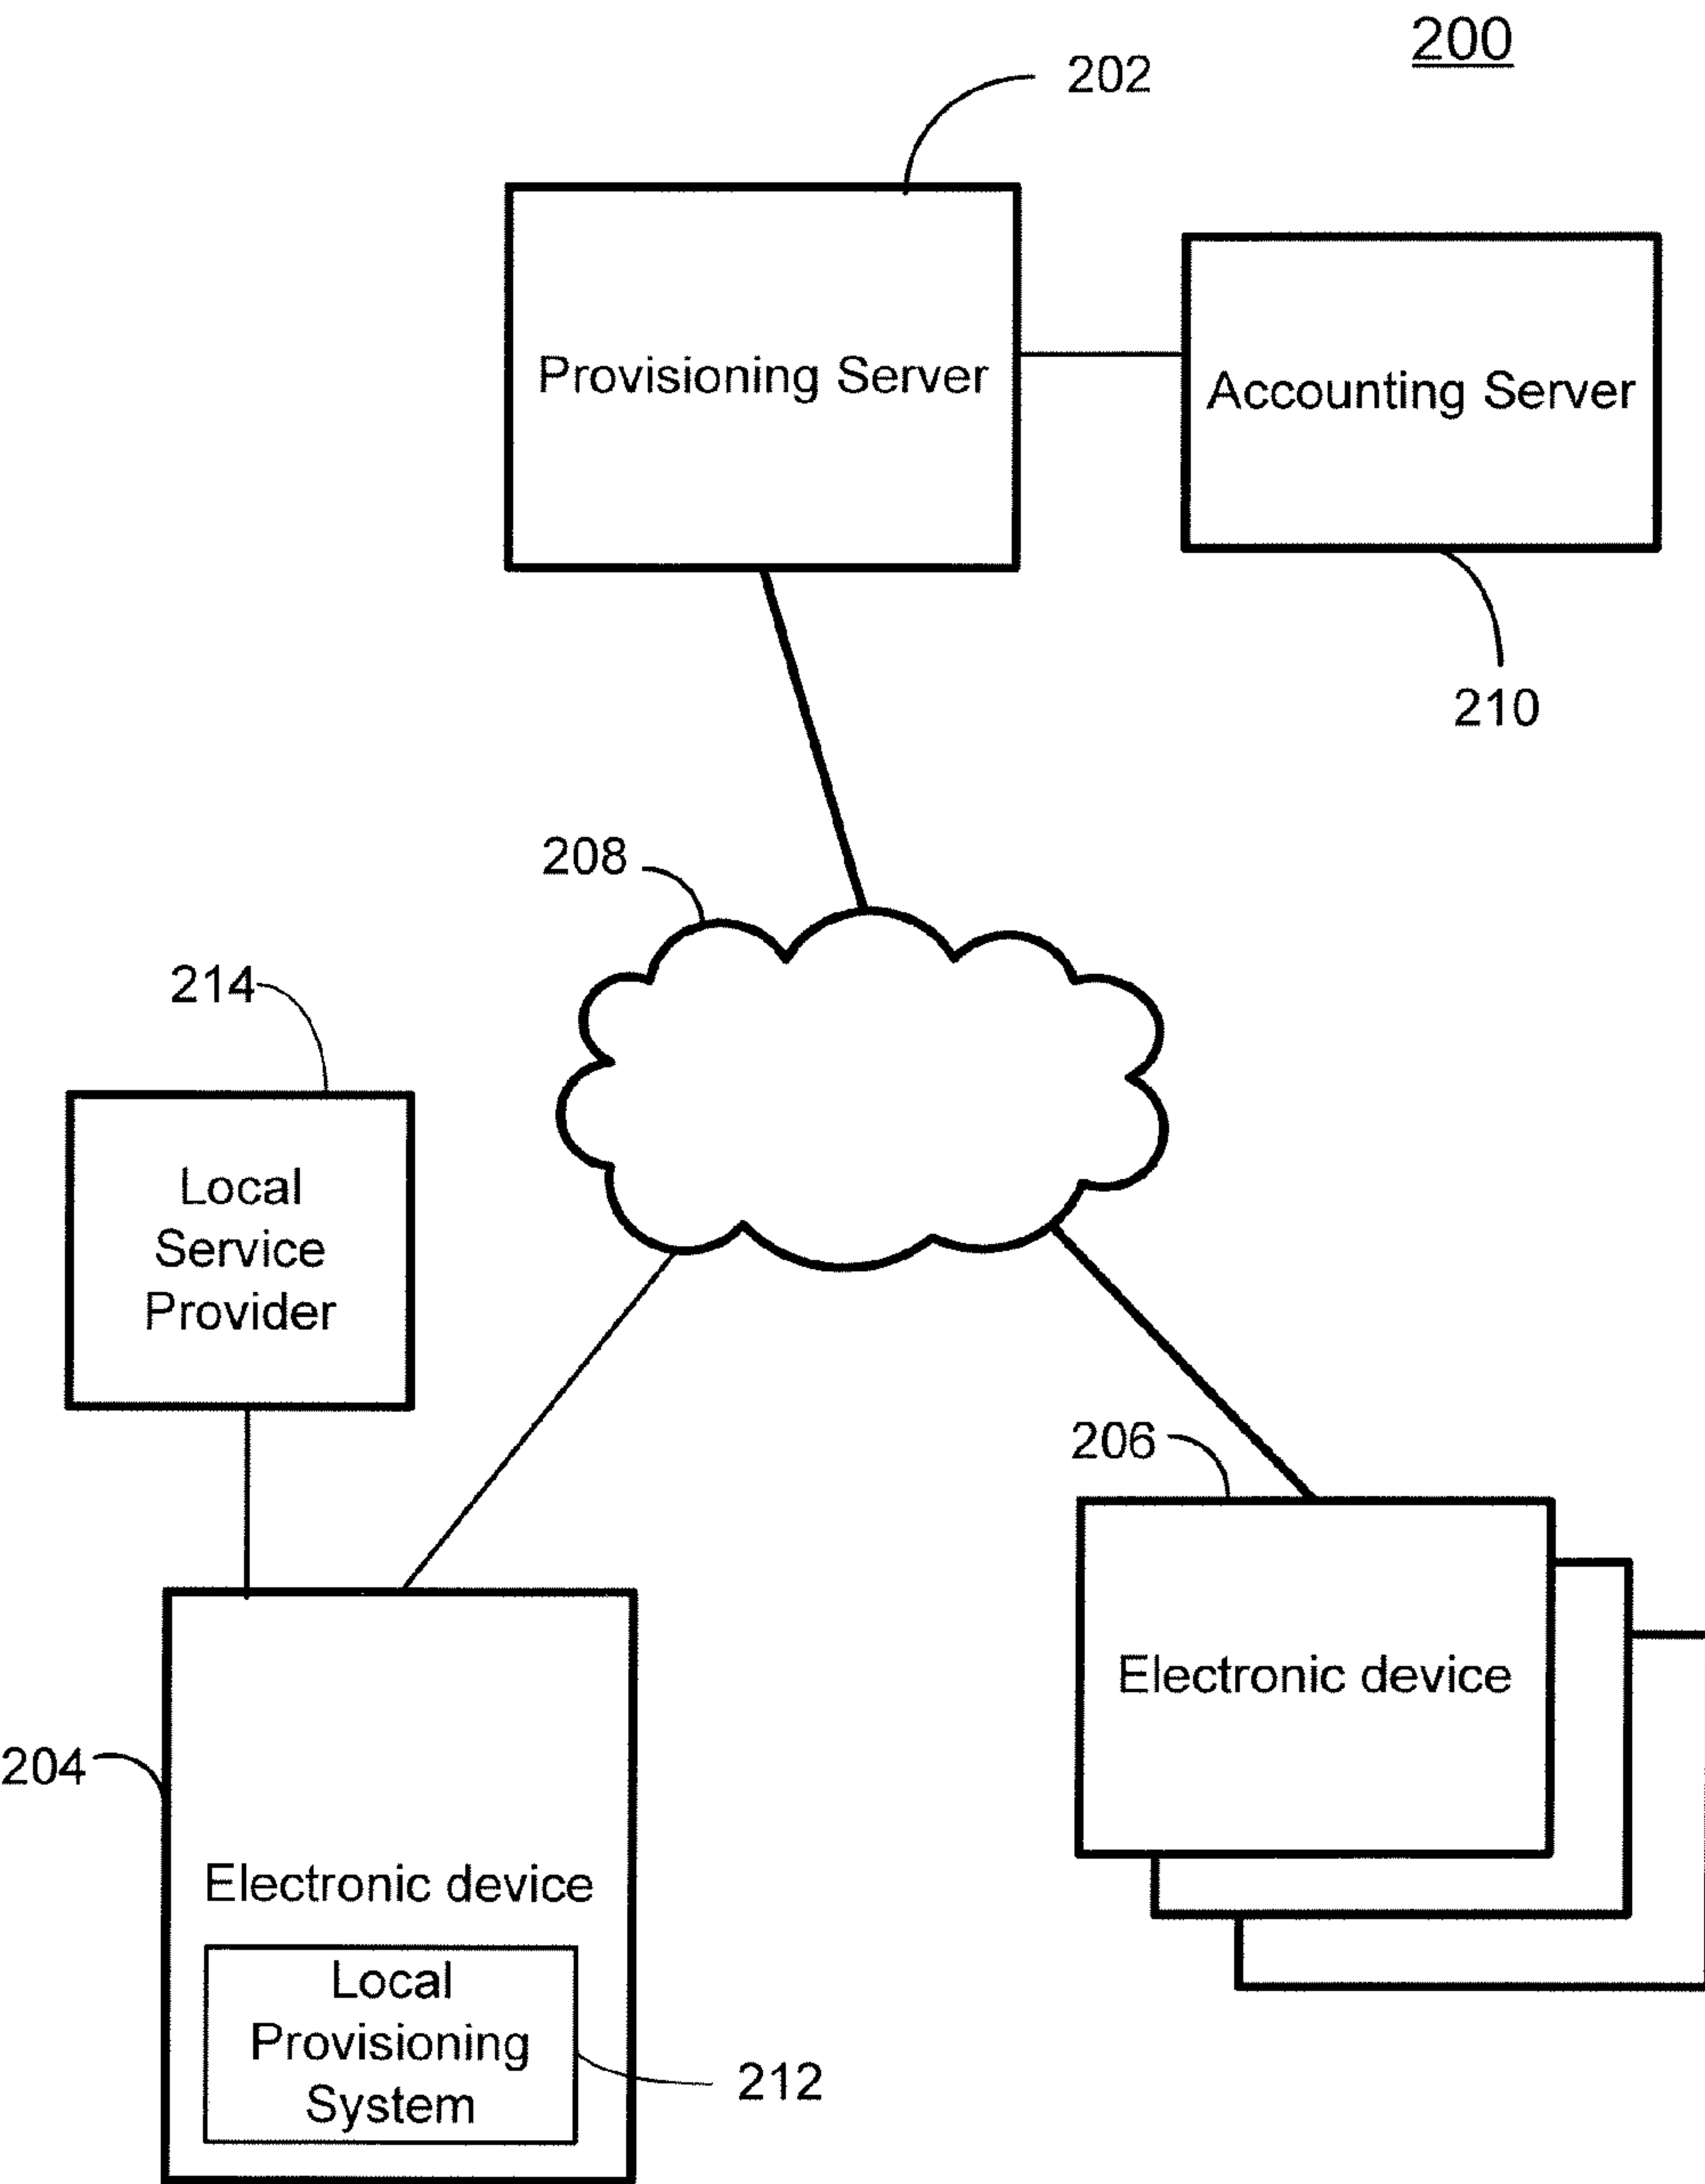 200
202
Provisioning Server
Accounting Server
210
208
214
Local
Service
Provider
206
Electronic device
204
Electronic device
Local
Provisioning
System
212